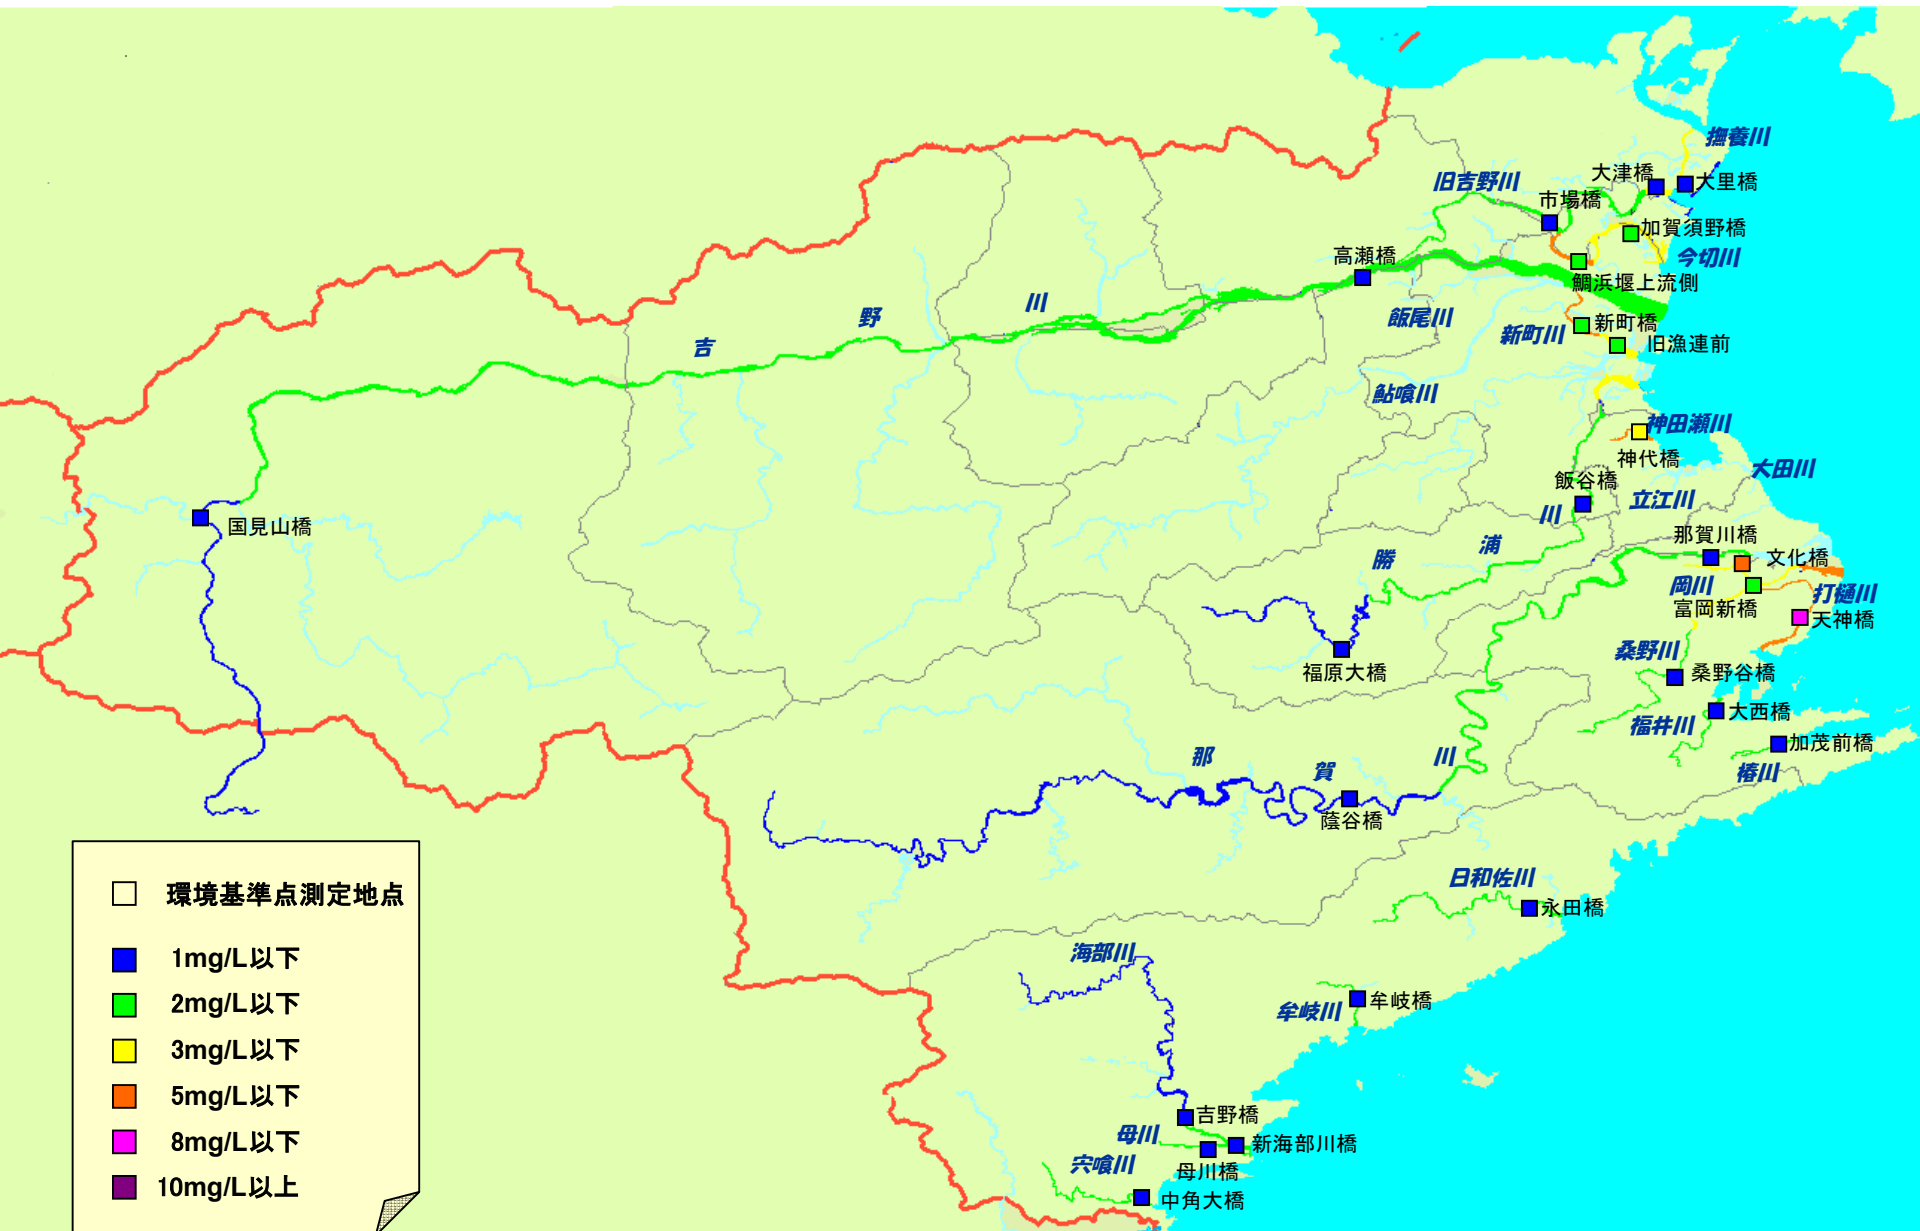 撫養川
大津橋
大里橋
旧吉野川
市場橋
加賀須野橋
今切川
高瀬橋
鯛浜堰上流側
吉
野
川
飯尾川
新町川
新町橋
旧漁連前
鮎喰川
神田瀬川
神代橋
大田川
飯谷橋
立江川
国見山橋
勝
浦
川
那賀川橋
文化橋
岡川
富岡新橋
打樋川
天神橋
福原大橋
桑野川
桑野谷橋
大西橋
福井川
加茂前橋
椿川
那
賀
川
蔭谷橋
日和佐川
永田橋
海部川
牟岐川
牟岐橋
吉野橋
母川
新海部川橋
母川橋
宍喰川
中角大橋
環境基準点測定地点
1mg/L以下
2mg/L以下
3mg/L以下
5mg/L以下
8mg/L以下
10mg/L以上